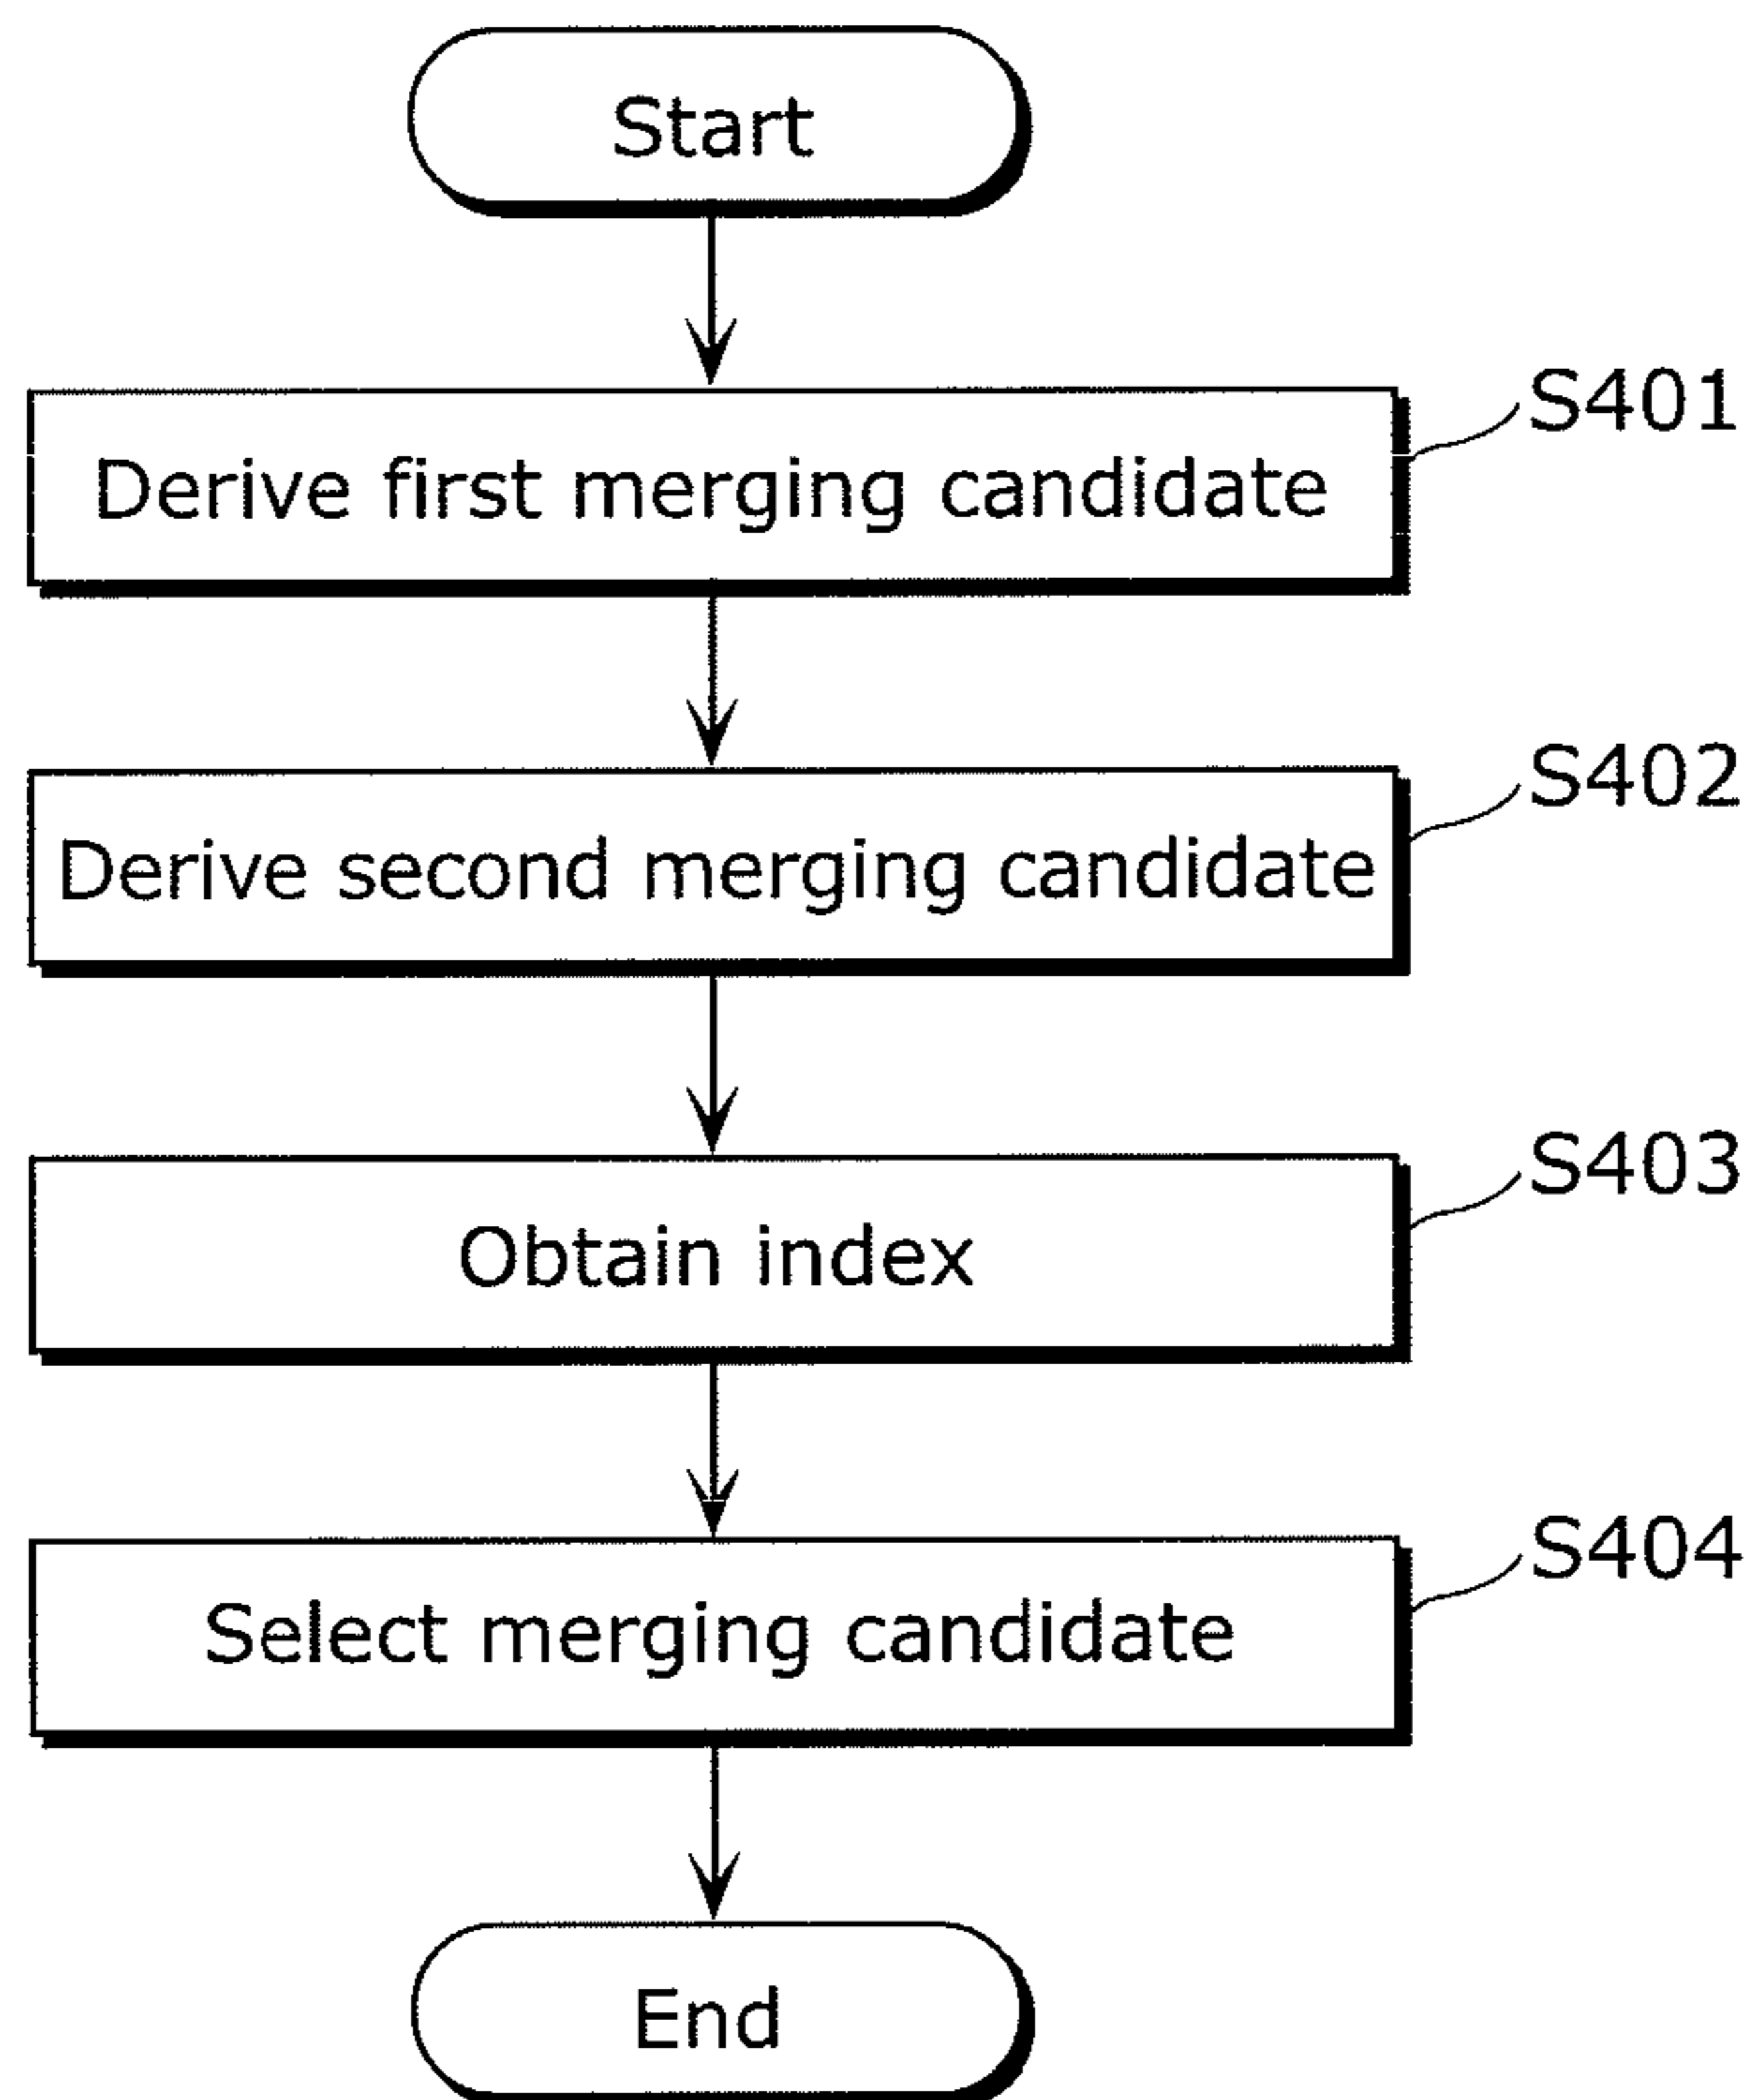 Start
S401
Derive first merging candidate
S402
Derive second merging candidate
S403
Obtain index
S404
Select merging candidate
End